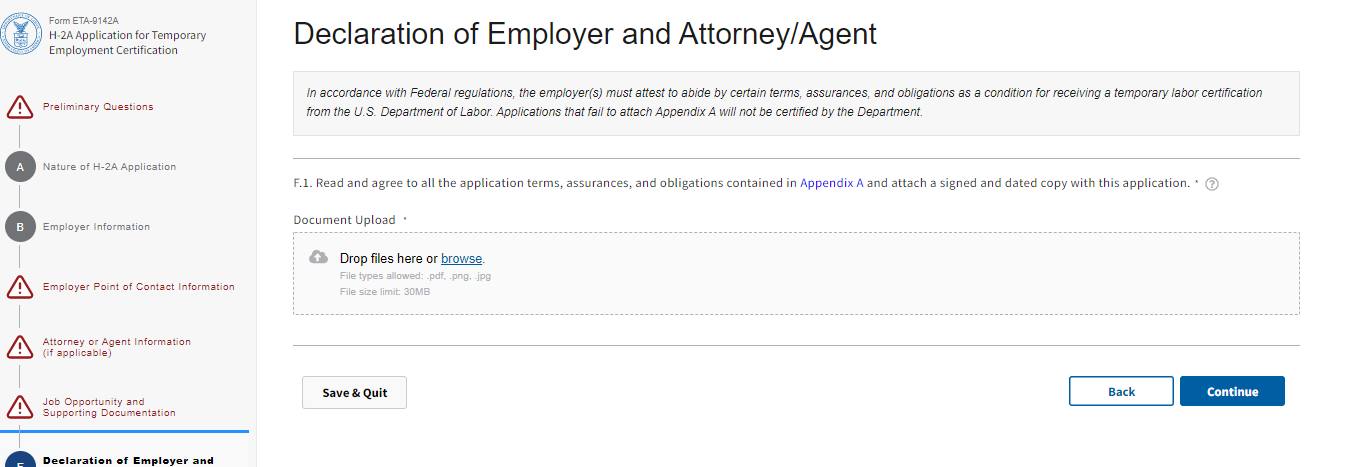 Form ETA-9142A
H-2A Application for Temporary
Employment Certification
Preliminary Questions
A
Nature of H-2A Application
B
Employer Information
Employer Point of Contact Information
Attorney or Agent Information
(if applicable)
Job Opportunity and
Supporting Documentation
Declaration of Employer and
Declaration of Employer and Attorney/Agent
In accordance with Federal regulations, the employer(s) must attest to abide by certain terms, assurances, and obligations as a condition for receiving a temporary labor certification
from the U.S. Department of Labor. Applications that fail to attach Appendix A will not be certified by the Department.
F.1. Read and agree to all the application terms, assurances, and obligations contained in Appendix A and attach a signed and dated copy with this application. * ?
Document Upload *
Drop files here or browse.
File types allowed: .pdf, .png, .jpg
File size limit: 30MB
Save & Quit
Back
Continue